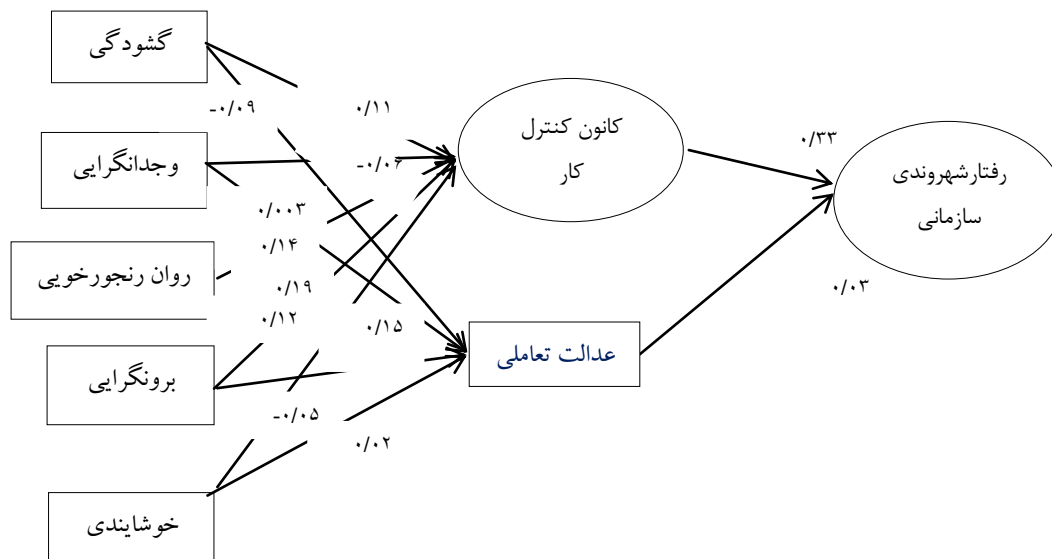 گشودگی
-۰/۰۹
۰/۱۱
کانون کنترل
کار
۰/۳۳
رفتارشهروندی
سازمانی
وجدانگرایی
-۰/۰۶
۰/۰۰۳
روان رنجورخویی
۰/۱۴
۰/۱۹
۰/۰۳
۰/۱۲
۰/۱۵
عدالت تعاملی
برونگرایی
-۰/۰۵
۰/۰۲
خوشایندی